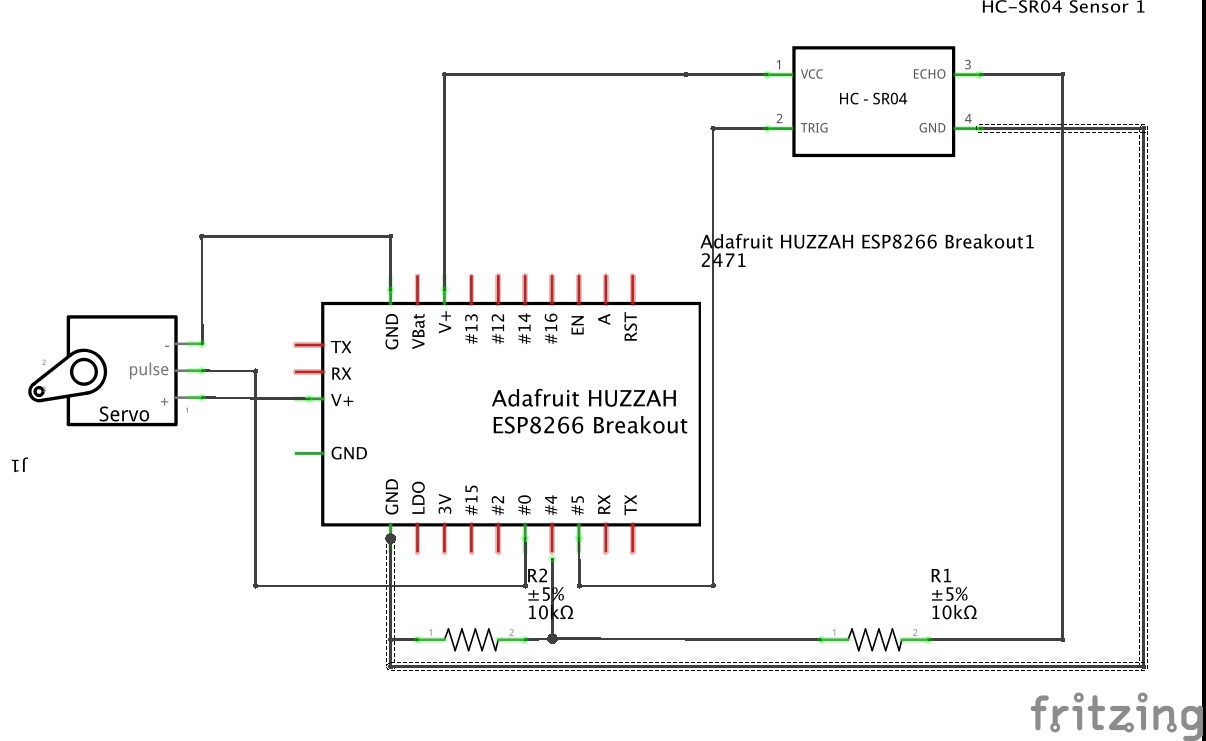 HC-SR04 Sensor 1
1
VCC
ECHO
3
HC - SR04
2
TRIG
GND
4
Adafruit HUZZAH ESP8266 Breakout1
2471
GND
VBat
V+
#13
#12
#14
#16
EN
A
RST
TX
RX
V+
GND
-
pulse
+
2
1
Servo
J1
Adafruit HUZZAH
ESP8266 Breakout
GND
LDO
3V
#15
#2
#0
#4
#5
RX
TX
R2
±5%
10kΩ
1
2
R1
±5%
10kΩ
1
2
fritzing